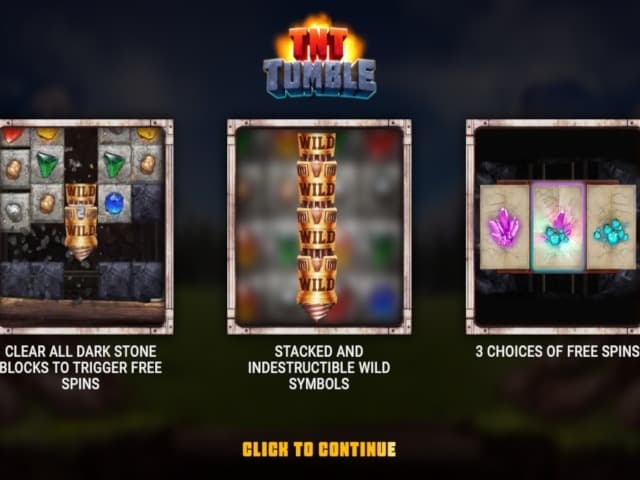 TNT
TUMBLE
WILD
WILD
WILD
WILD
WILD
WILD
CLEAR ALL DARK STONE
BLOCKS TO TRIGGER FREE
SPINS
STACKED AND
INDESTRUCTIBLE WILD
SYMBOLS
3 CHOICES OF FREE SPINS
CLICK TO CONTINUE